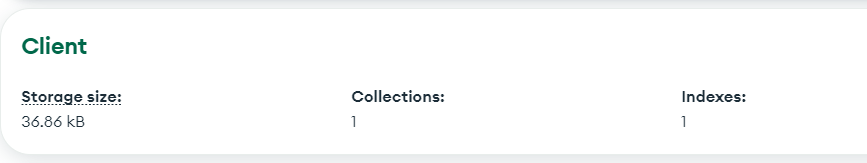 Client
Storage size: Collections: Indexes:
36.86 kB 1 1